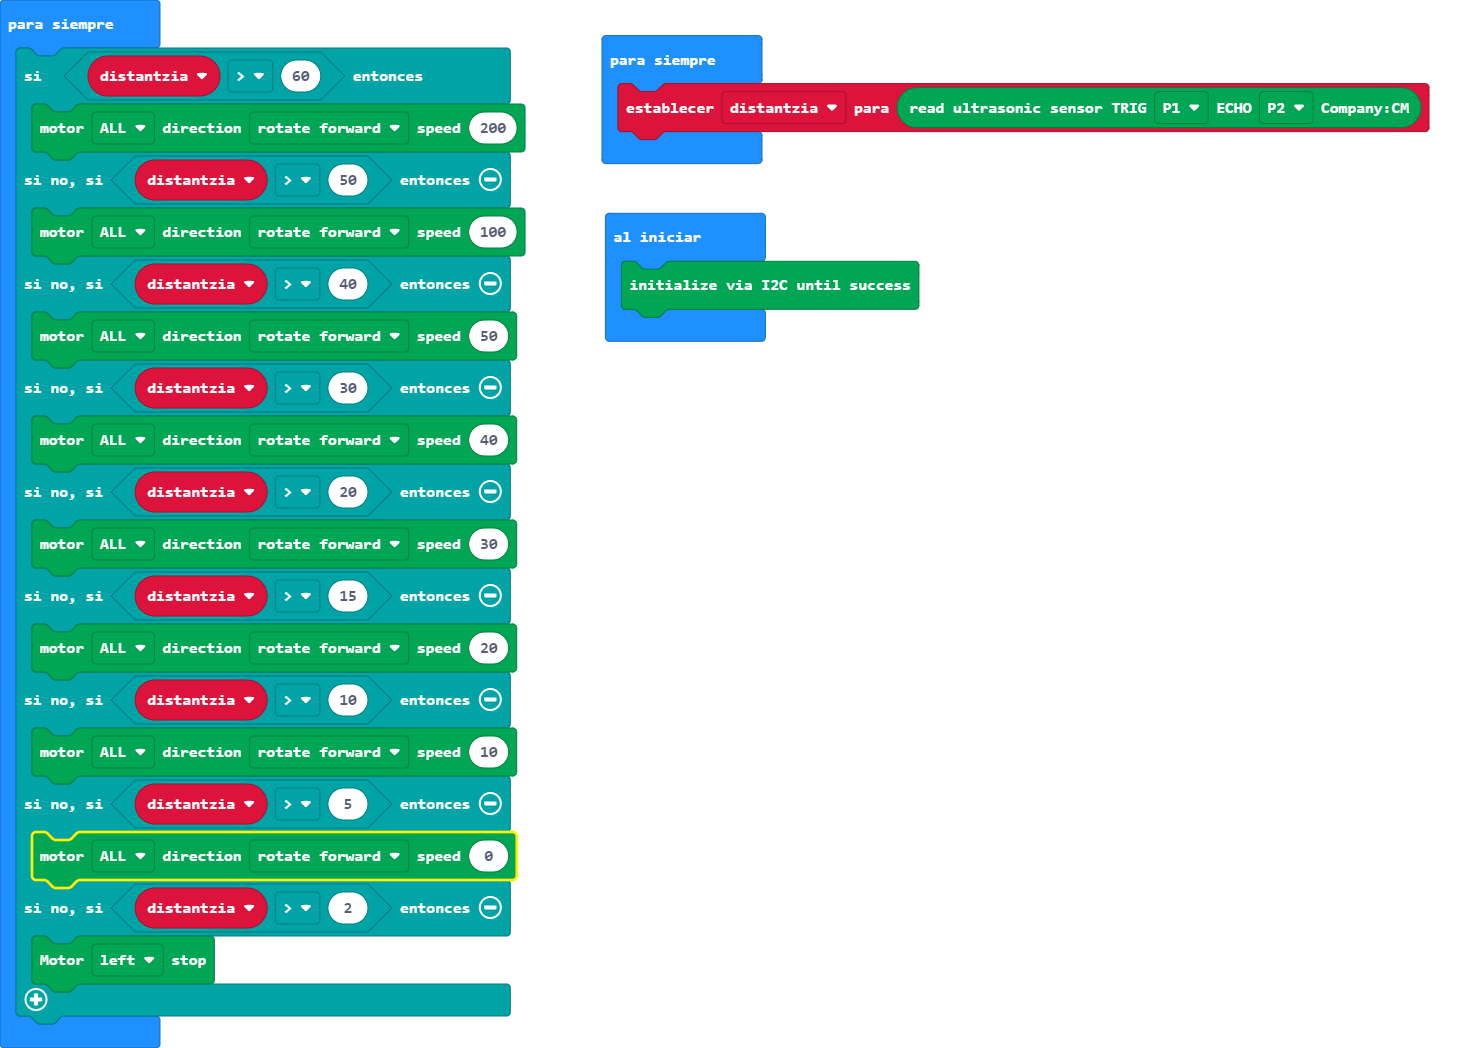 para siempre
si distantzia > 60 entonces
motor ALL direction rotate forward speed 200
si no, si distantzia > 50 entonces
motor ALL direction rotate forward speed 100
si no, si distantzia > 40 entonces
motor ALL direction rotate forward speed 50
si no, si distantzia > 30 entonces
motor ALL direction rotate forward speed 40
si no, si distantzia > 20 entonces
motor ALL direction rotate forward speed 30
si no, si distantzia > 15 entonces
motor ALL direction rotate forward speed 20
si no, si distantzia > 10 entonces
motor ALL direction rotate forward speed 10
si no, si distantzia > 5 entonces
motor ALL direction rotate forward speed 0
si no, si distantzia > 2 entonces
Motor left stop
para siempre
establecer distantzia para read ultrasonic sensor TRIG P1 ECHO P2 Company:CM
al iniciar
initialize via I2C until success